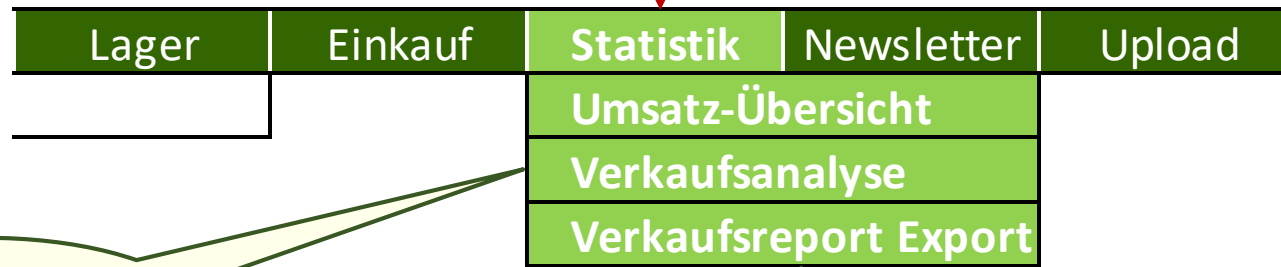 Lager Einkauf Statistik Newsletter Upload
Umsatz-Übersicht
Verkaufsanalyse
Verkaufsreport Export